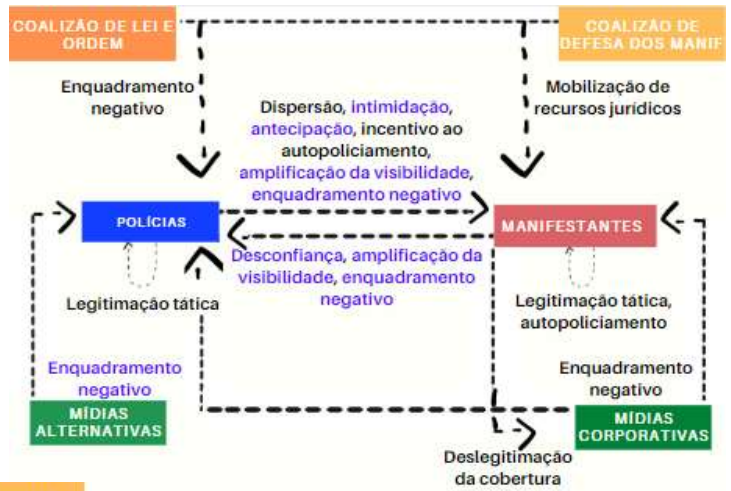 COALIZÃO DE LEI E
ORDEM
COALIZÃO DE
DEFESA DOS MANIF
Enquadramento
negativo
Mobilização de
recursos jurídicos
Dispersão, intimidação,
antecipação, incentivo ao
autopoliciamento,
amplificação da visibilidade,
enquadramento negativo
POLÍCIAS
MANIFESTANTES
Desconfiança, amplificação da
visibilidade, enquadramento
negativo
Legitimação tática
Legitimação tática,
autopoliciamento
Enquadramento
negativo
Enquadramento
negativo
MÍDIAS
ALTERNATIVAS
MÍDIAS
CORPORATIVAS
Deslegitimação
da cobertura